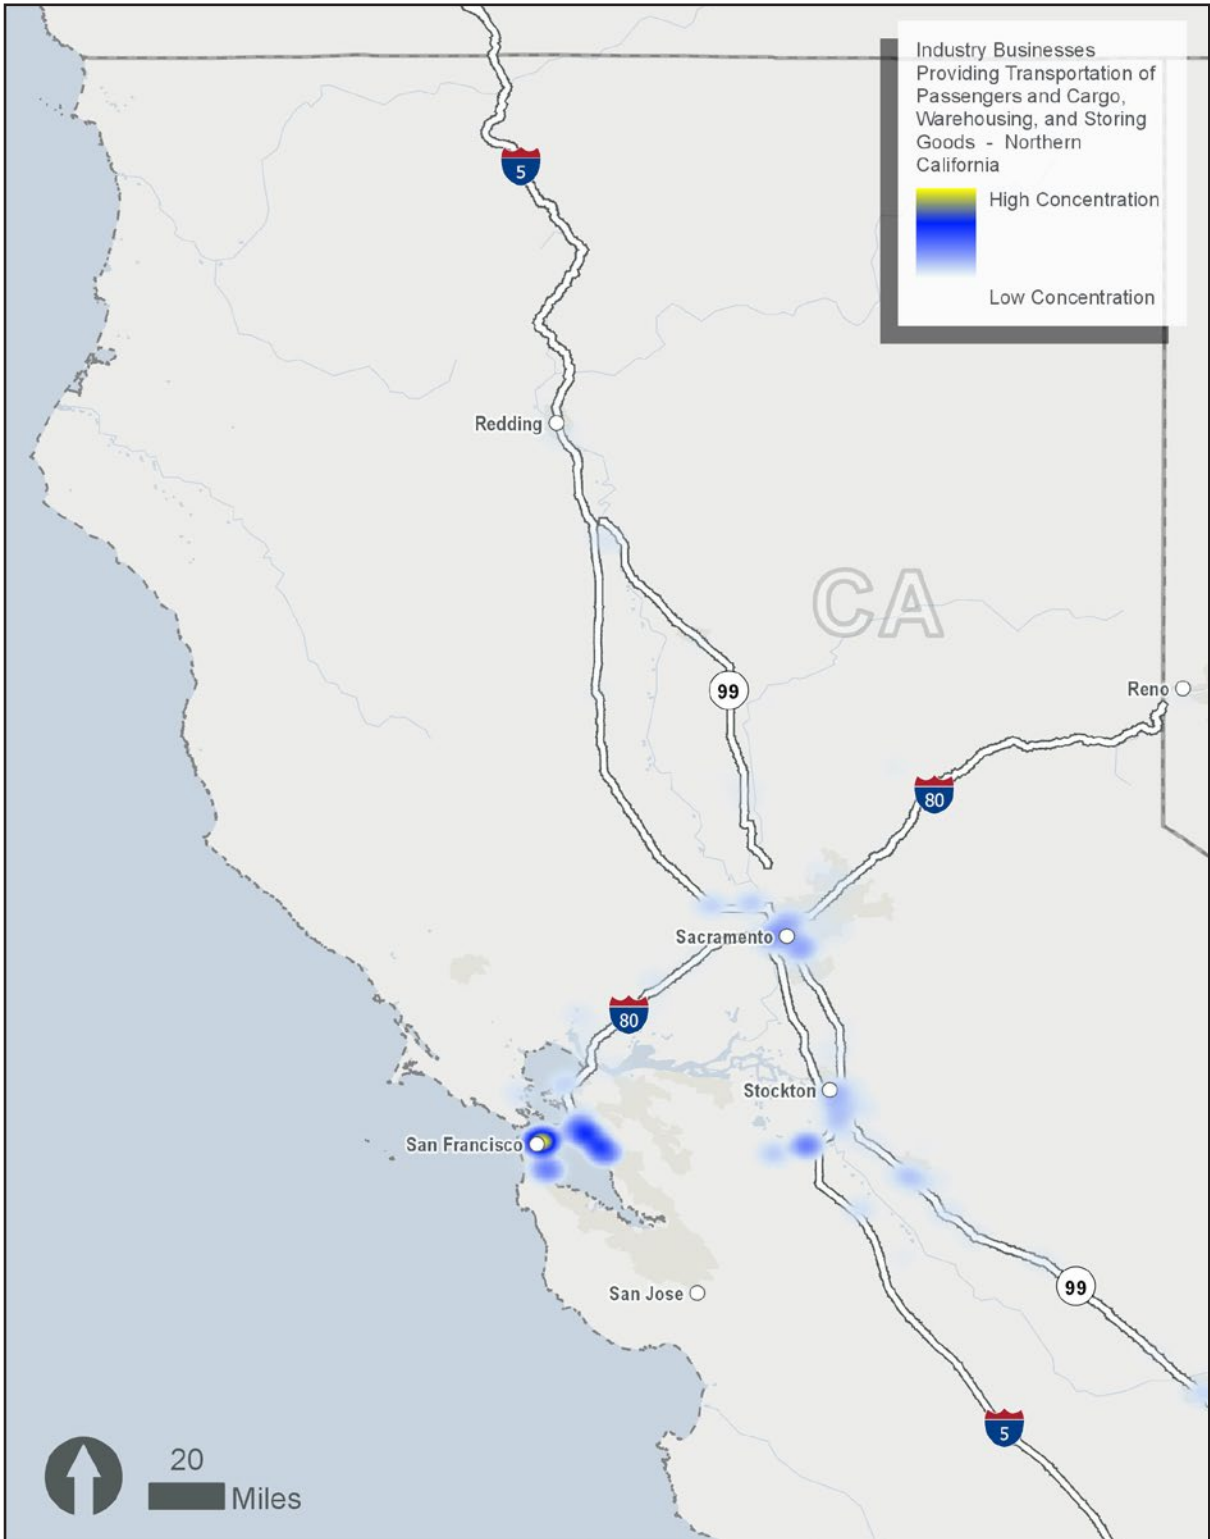 Industry Businesses
Providing Transportation of
Passengers and Cargo,
Warehousing, and Storing
Goods - Northern
California
High Concentration
Low Concentration
5
Redding
CA
99
Reno
80
Sacramento
80
Stockton
San Francisco
99
San Jose
5
20
Miles